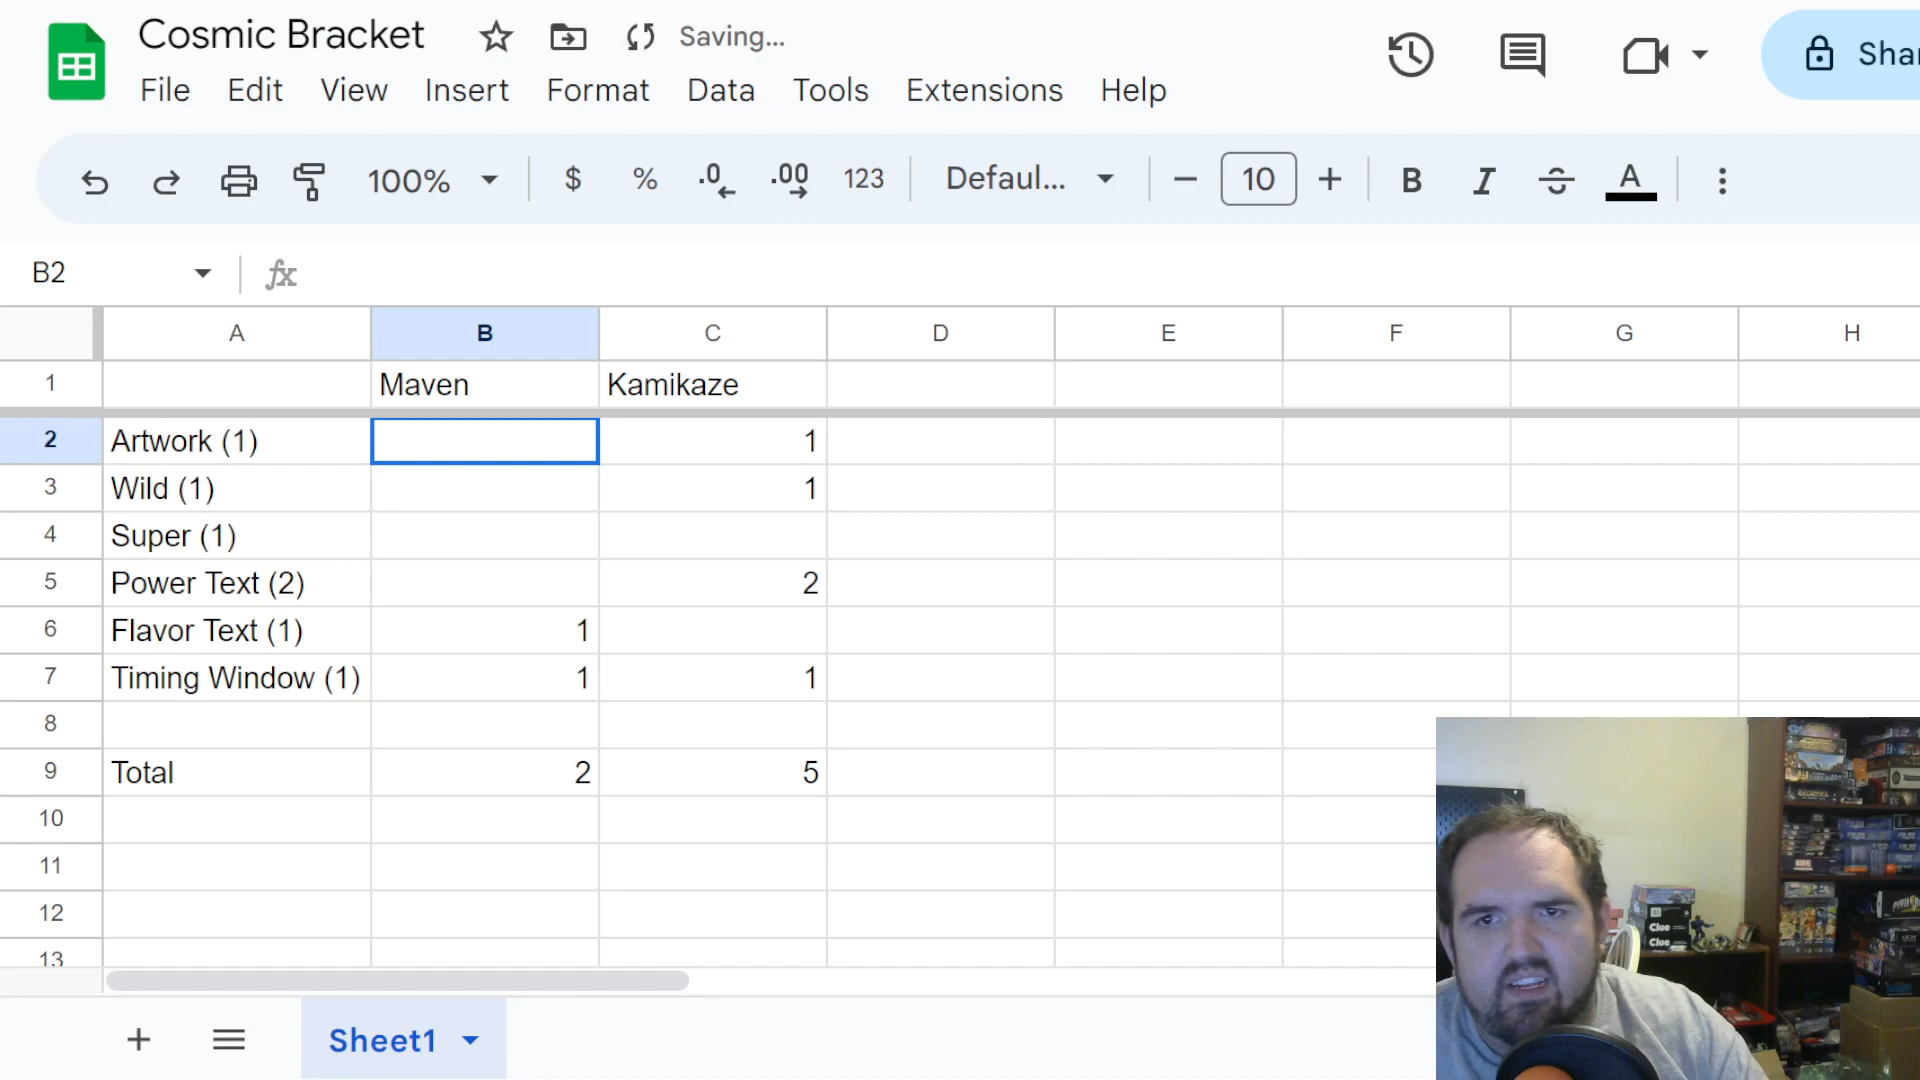 Cosmic Bracket Saving...
File Edit View Insert Format Data Tools Extensions Help
Shar
100% $ % .0 .00 123 Defaul... 10 B I A
B2 fx
A B C D E F G H
1 Maven Kamikaze
2 Artwork (1) 1
3 Wild (1) 1
4 Super (1)
5 Power Text (2) 2
6 Flavor Text (1) 1
7 Timing Window (1) 1 1
8
9 Total 2 5
10
11
12
13
Clue
Clue
Sheet1